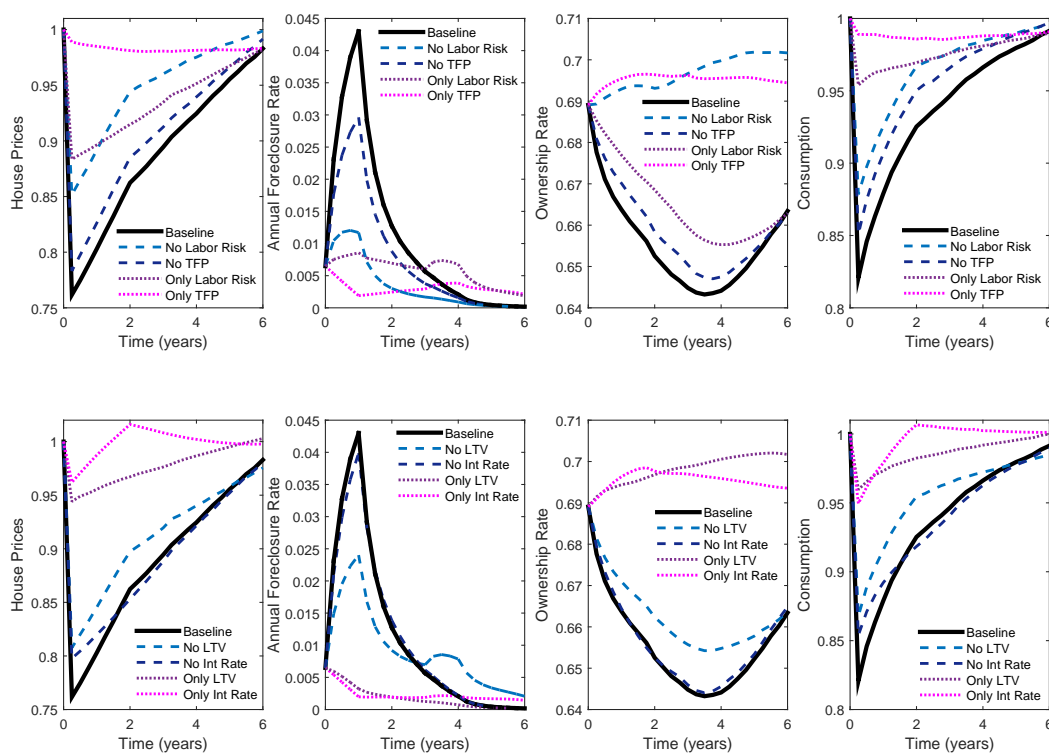 House Prices
1
0.95
0.9
0.85
0.8
0.75
0 2 4 6
Time (years)
Baseline
No Labor Risk
No TFP
Only Labor Risk
Only TFP
Annual Foreclosure Rate
0.045
0.04
0.035
0.03
0.025
0.02
0.015
0.01
0.005
0
0 2 4 6
Time (years)
Baseline
No Labor Risk
No TFP
Only Labor Risk
Only TFP
Ownership Rate
0.71
0.7
0.69
0.68
0.67
0.66
0.65
0.64
0 2 4 6
Time (years)
Baseline
No Labor Risk
No TFP
Only Labor Risk
Only TFP
Consumption
1
0.95
0.9
0.85
0.8
0 2 4 6
Time (years)
Baseline
No Labor Risk
No TFP
Only Labor Risk
Only TFP
House Prices
1
0.95
0.9
0.85
0.8
0.75
0 2 4 6
Time (years)
Baseline
No LTV
No Int Rate
Only LTV
Only Int Rate
Annual Foreclosure Rate
0.045
0.04
0.035
0.03
0.025
0.02
0.015
0.01
0.005
0
0 2 4 6
Time (years)
Baseline
No LTV
No Int Rate
Only LTV
Only Int Rate
Ownership Rate
0.71
0.7
0.69
0.68
0.67
0.66
0.65
0.64
0 2 4 6
Time (years)
Baseline
No LTV
No Int Rate
Only LTV
Only Int Rate
Consumption
1
0.95
0.9
0.85
0.8
0 2 4 6
Time (years)
Baseline
No LTV
No Int Rate
Only LTV
Only Int Rate